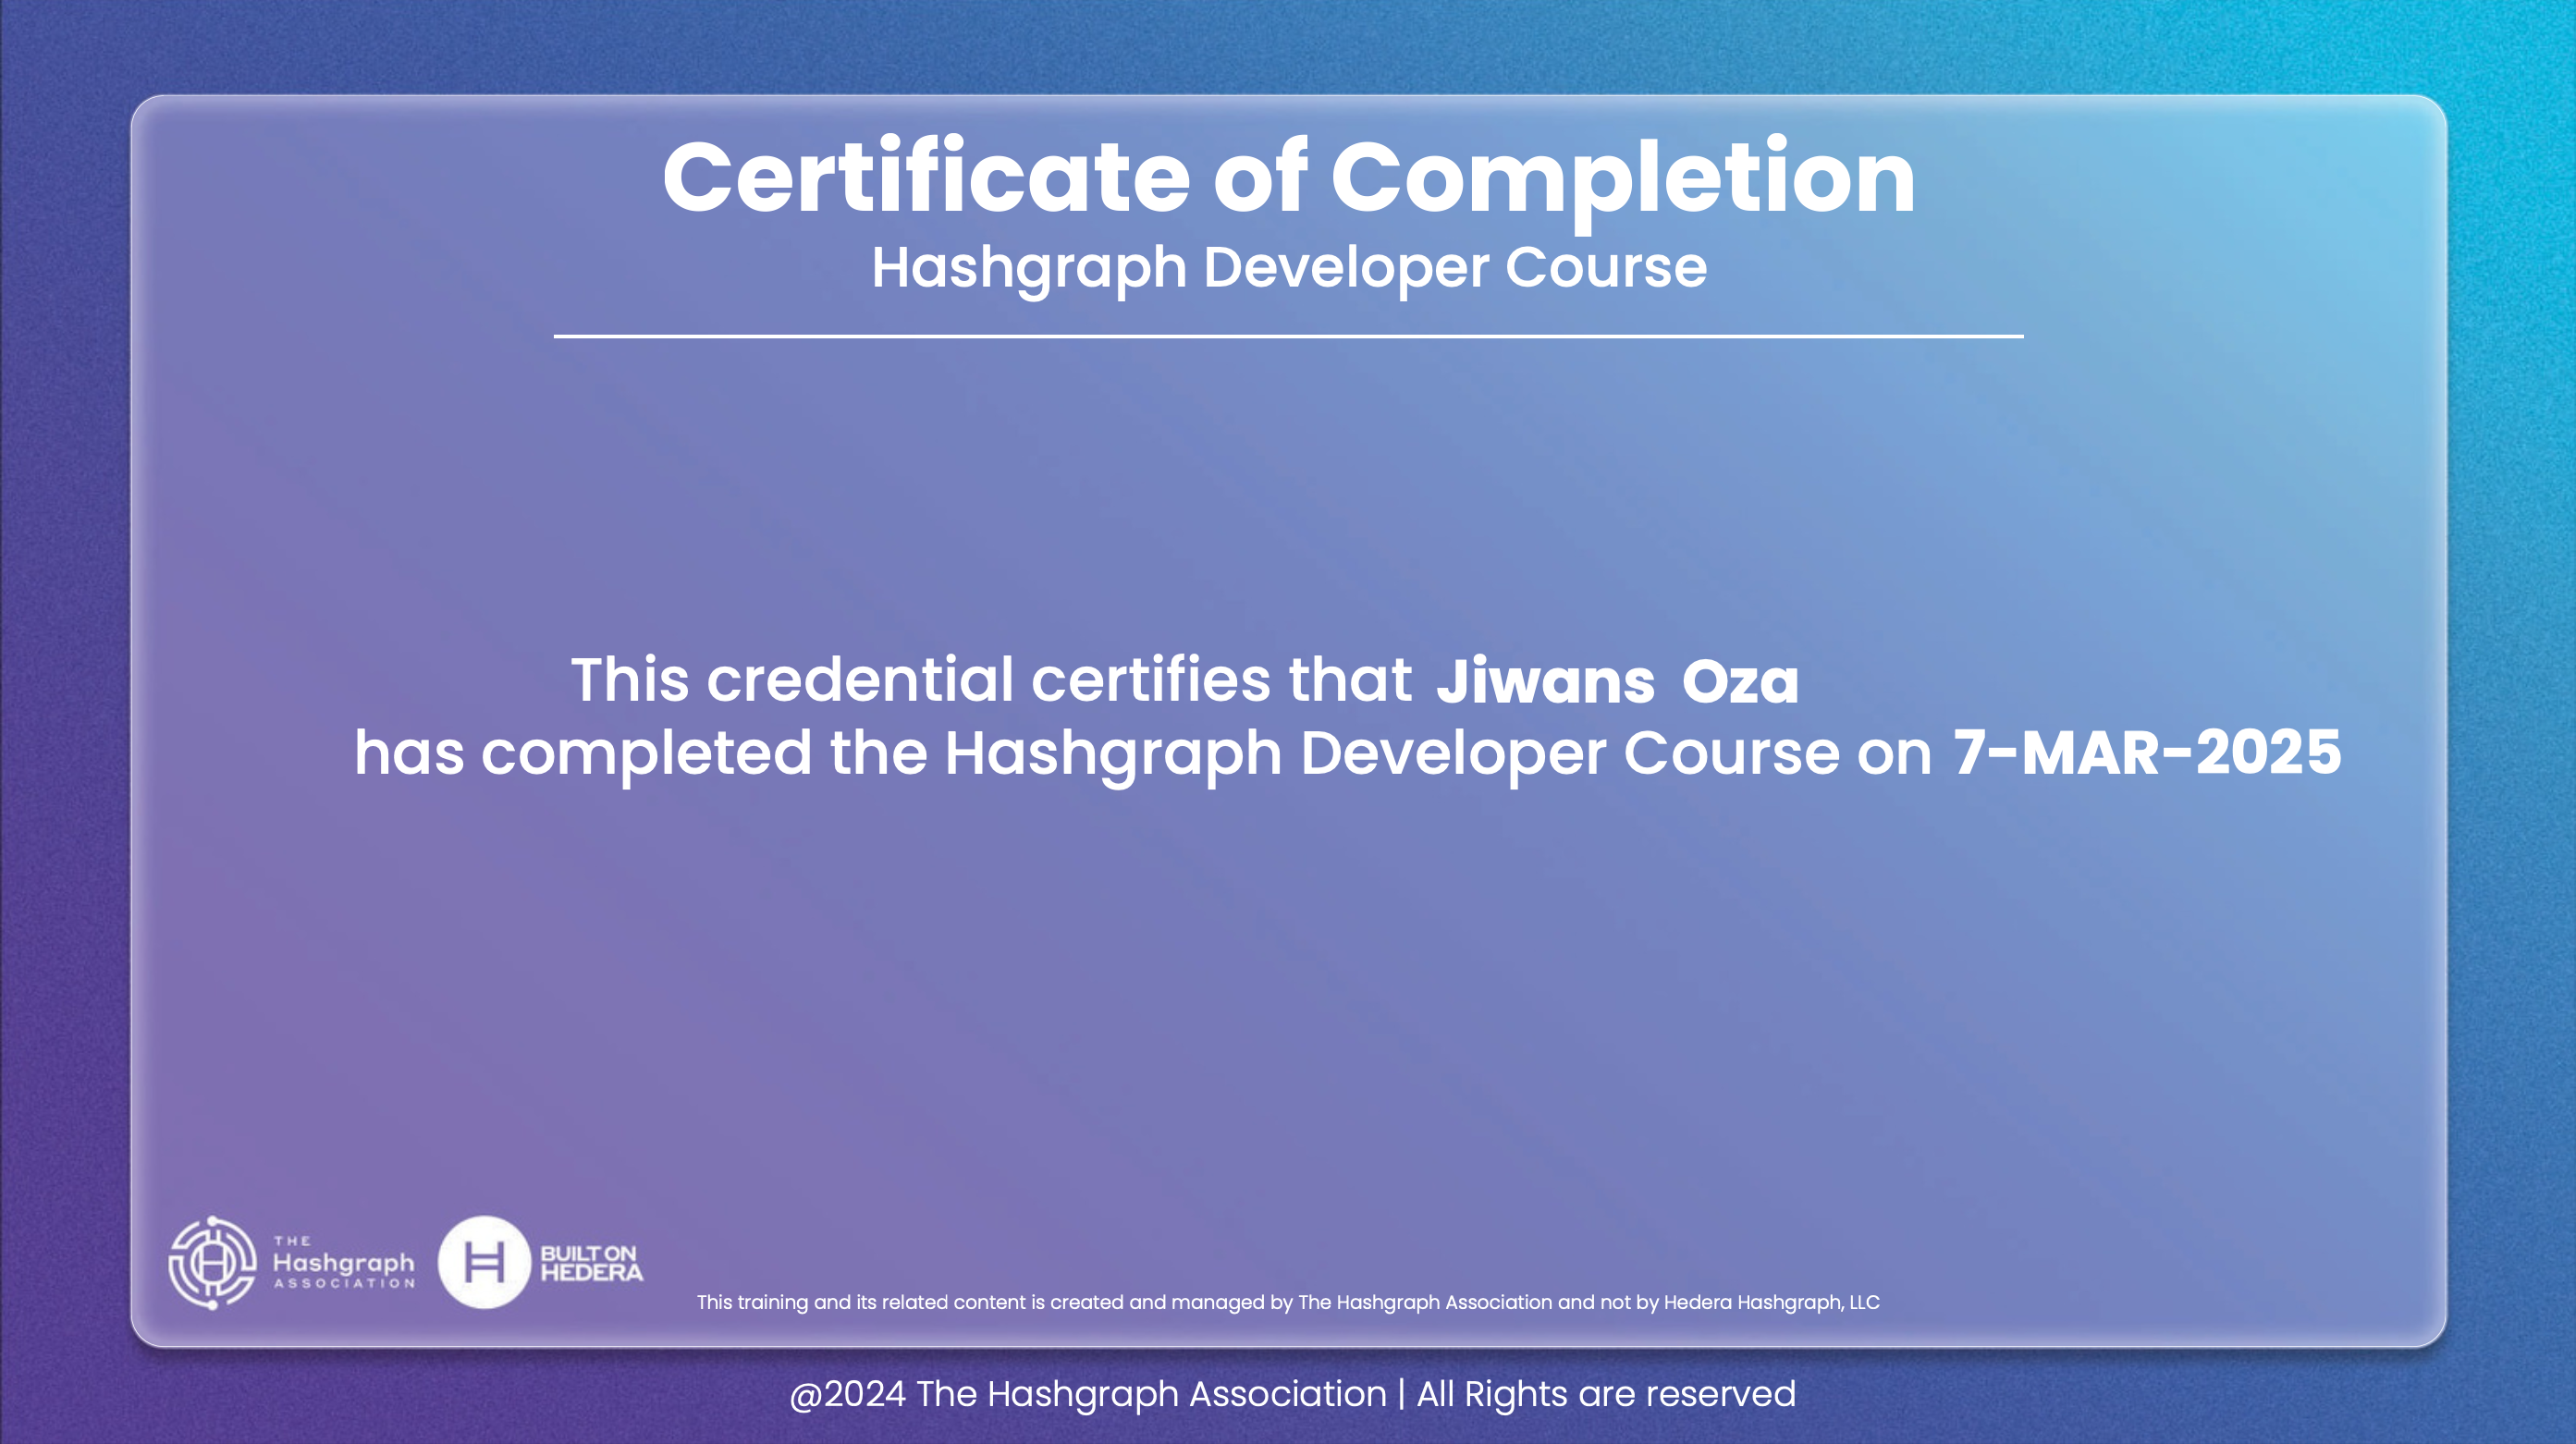 Certificate of Completion
Hashgraph Developer Course
This credential certifies that Jiwans Oza
has completed the Hashgraph Developer Course on 7-MAR-2025
THE
Hashgraph
ASSOCIATION
BUILT ON
HEDERA
This training and its related content is created and managed by The Hashgraph Association and not by Hedera Hashgraph, LLC
@2024 The Hashgraph Association | All Rights are reserved